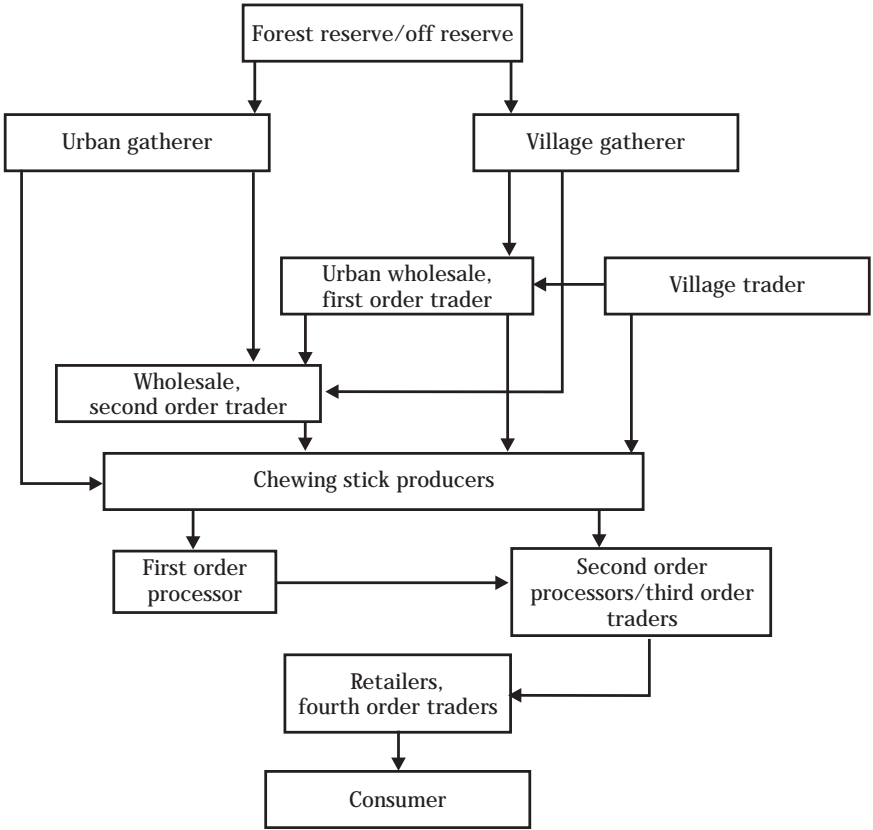 Forest reserve/off reserve
Urban gatherer
Village gatherer
Urban wholesale,
first order trader
Village trader
Wholesale,
second order trader
Chewing stick producers
First order
processor
Second order
processors/third order
traders
Retailers,
fourth order traders
Consumer